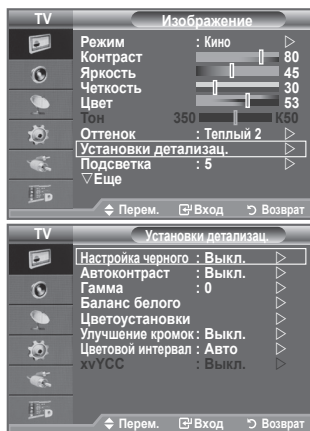 TV Изображение
Режим : Кино
Контраст 80
Яркость 45
Четкость 30
Цвет 53
Тон 350 К50
Оттенок : Теплый 2
Установки детализац.
Подсветка : 5
▽Еще
Перем. Вход Возврат
TV Установки детализац.
Настройка черного : Выкл.
Автоконтраст : Выкл.
Гамма : 0
Баланс белого
Цветоустановки
Улучшение кромок : Выкл.
Цветовой интервал : Авто
xvYCC : Выкл.
Перем. Вход Возврат